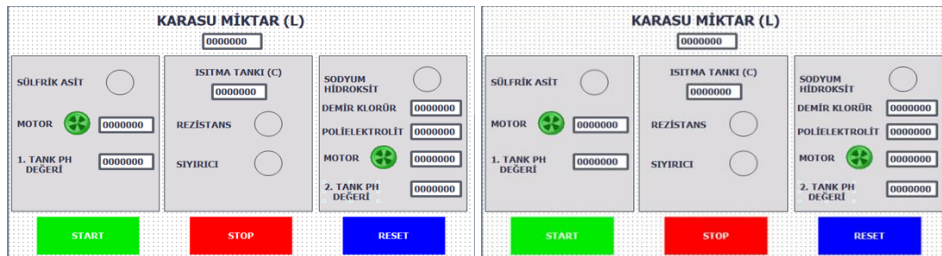 KARASU MİKTAR (L)
0000000
SÜLFRİK ASİT
MOTOR 0000000
1. TANK PH
DEĞERİ
0000000
ISITMA TANKI (C)
0000000
REZİSTANS
SIYIRICI
SODYUM
HİDROKSİT
DEMİR KLORÜR 0000000
POLİELEKTROLİT 0000000
MOTOR 0000000
2. TANK PH
DEĞERİ
0000000
START
STOP
RESET
KARASU MİKTAR (L)
0000000
SÜLFRİK ASİT
MOTOR 0000000
1. TANK PH
DEĞERİ
0000000
ISITMA TANKI (C)
0000000
REZİSTANS
SIYIRICI
SODYUM
HİDROKSİT
DEMİR KLORÜR 0000000
POLİELEKTROLİT 0000000
MOTOR 0000000
2. TANK PH
DEĞERİ
0000000
START
STOP
RESET